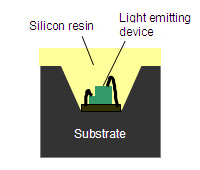 Silicon resin
Light emitting
device
Substrate